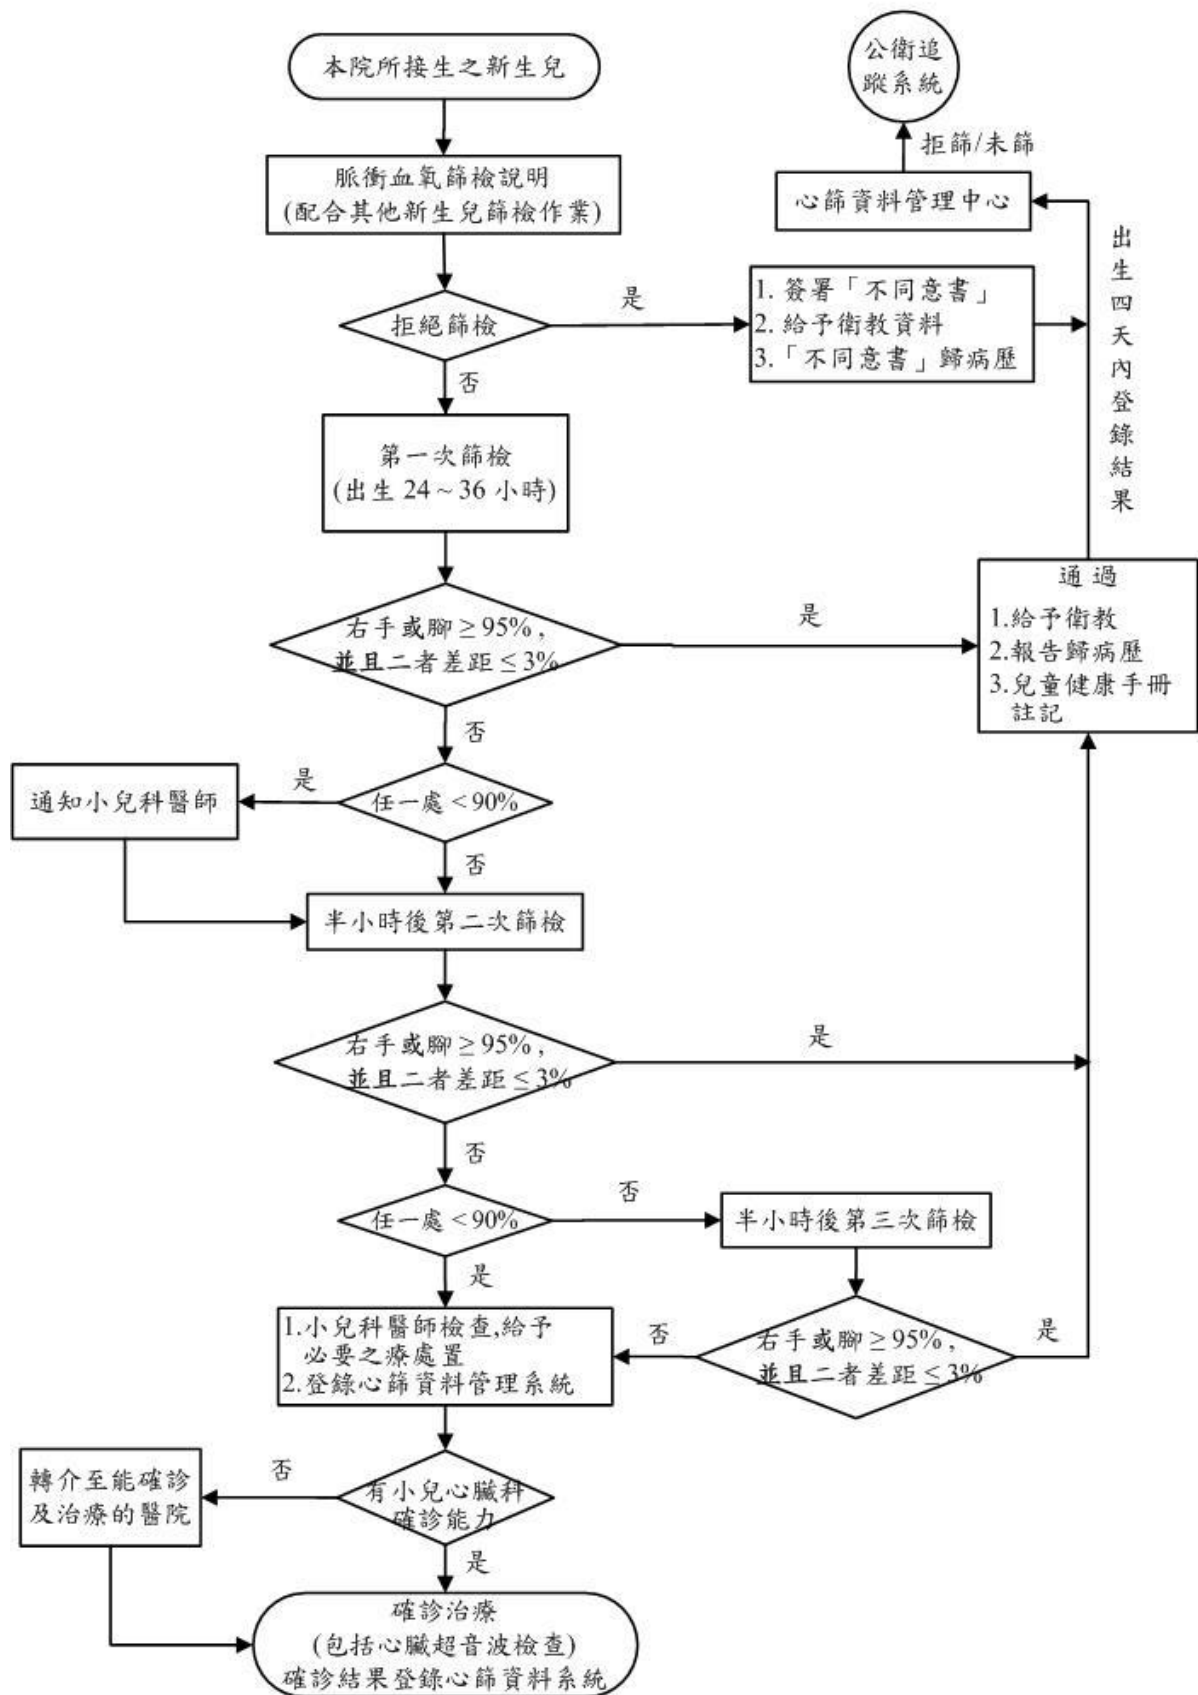 本院所接生之新生兒
公衛追
蹤系統
拒篩/未篩
脈衝血氧篩檢說明
(配合其他新生兒篩檢作業)
心篩資料管理中心
出生四天內登錄結果
拒絕篩檢
是
1. 簽署「不同意書」
2. 給予衛教資料
3.「不同意書」歸病歷
否
第一次篩檢
(出生 24 ~ 36 小時)
右手或腳 ≥ 95% ,
並且二者差距 ≤ 3%
是
通 過
1.給予衛教
2.報告歸病歷
3.兒童健康手冊
註記
否
任一處 < 90%
是
通知小兒科醫師
否
半小時後第二次篩檢
右手或腳 ≥ 95% ,
並且二者差距 ≤ 3%
是
否
任一處 < 90%
否
半小時後第三次篩檢
是
1.小兒科醫師檢查,給予
必要之療處置
2.登錄心篩資料管理系統
否
右手或腳 ≥ 95% ,
並且二者差距 ≤ 3%
是
有小兒心臟科
確診能力
否
轉介至能確診
及治療的醫院
是
確診治療
(包括心臟超音波檢查)
確診結果登錄心篩資料系統